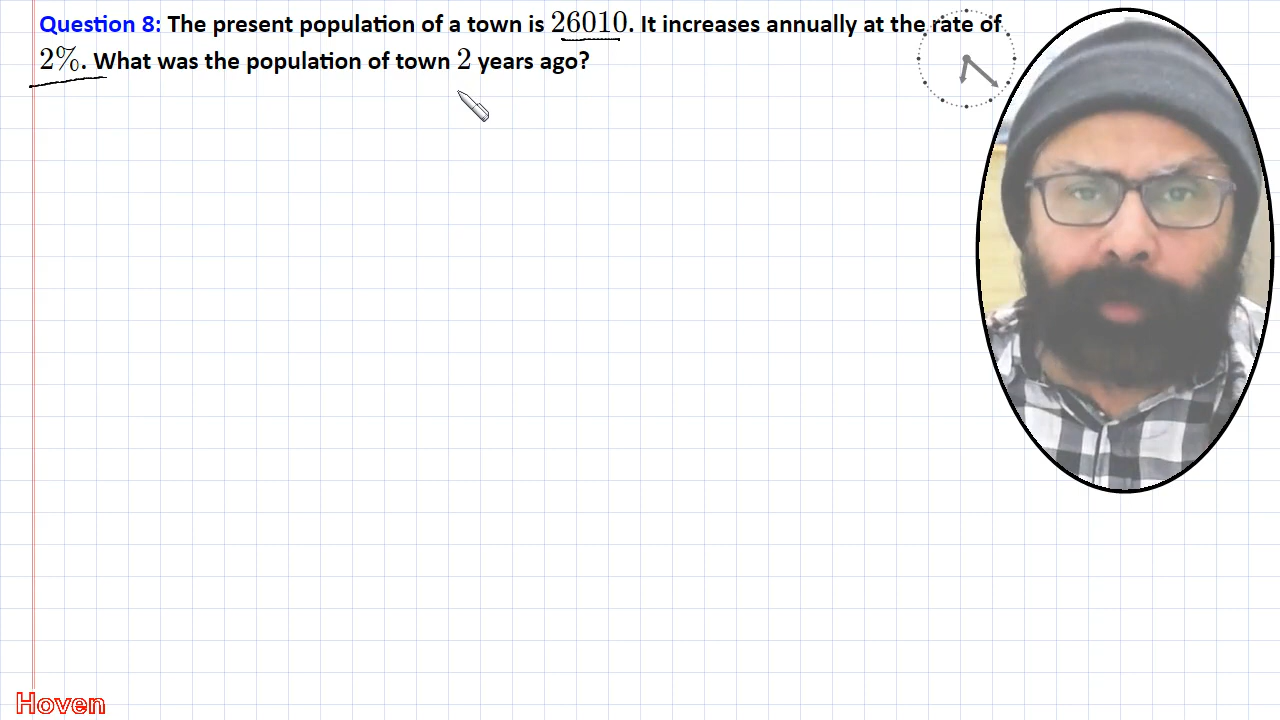 Question 8: The present population of a town is 26010. It increases annually at the rate of
2%. What was the population of town 2 years ago?
Hoven